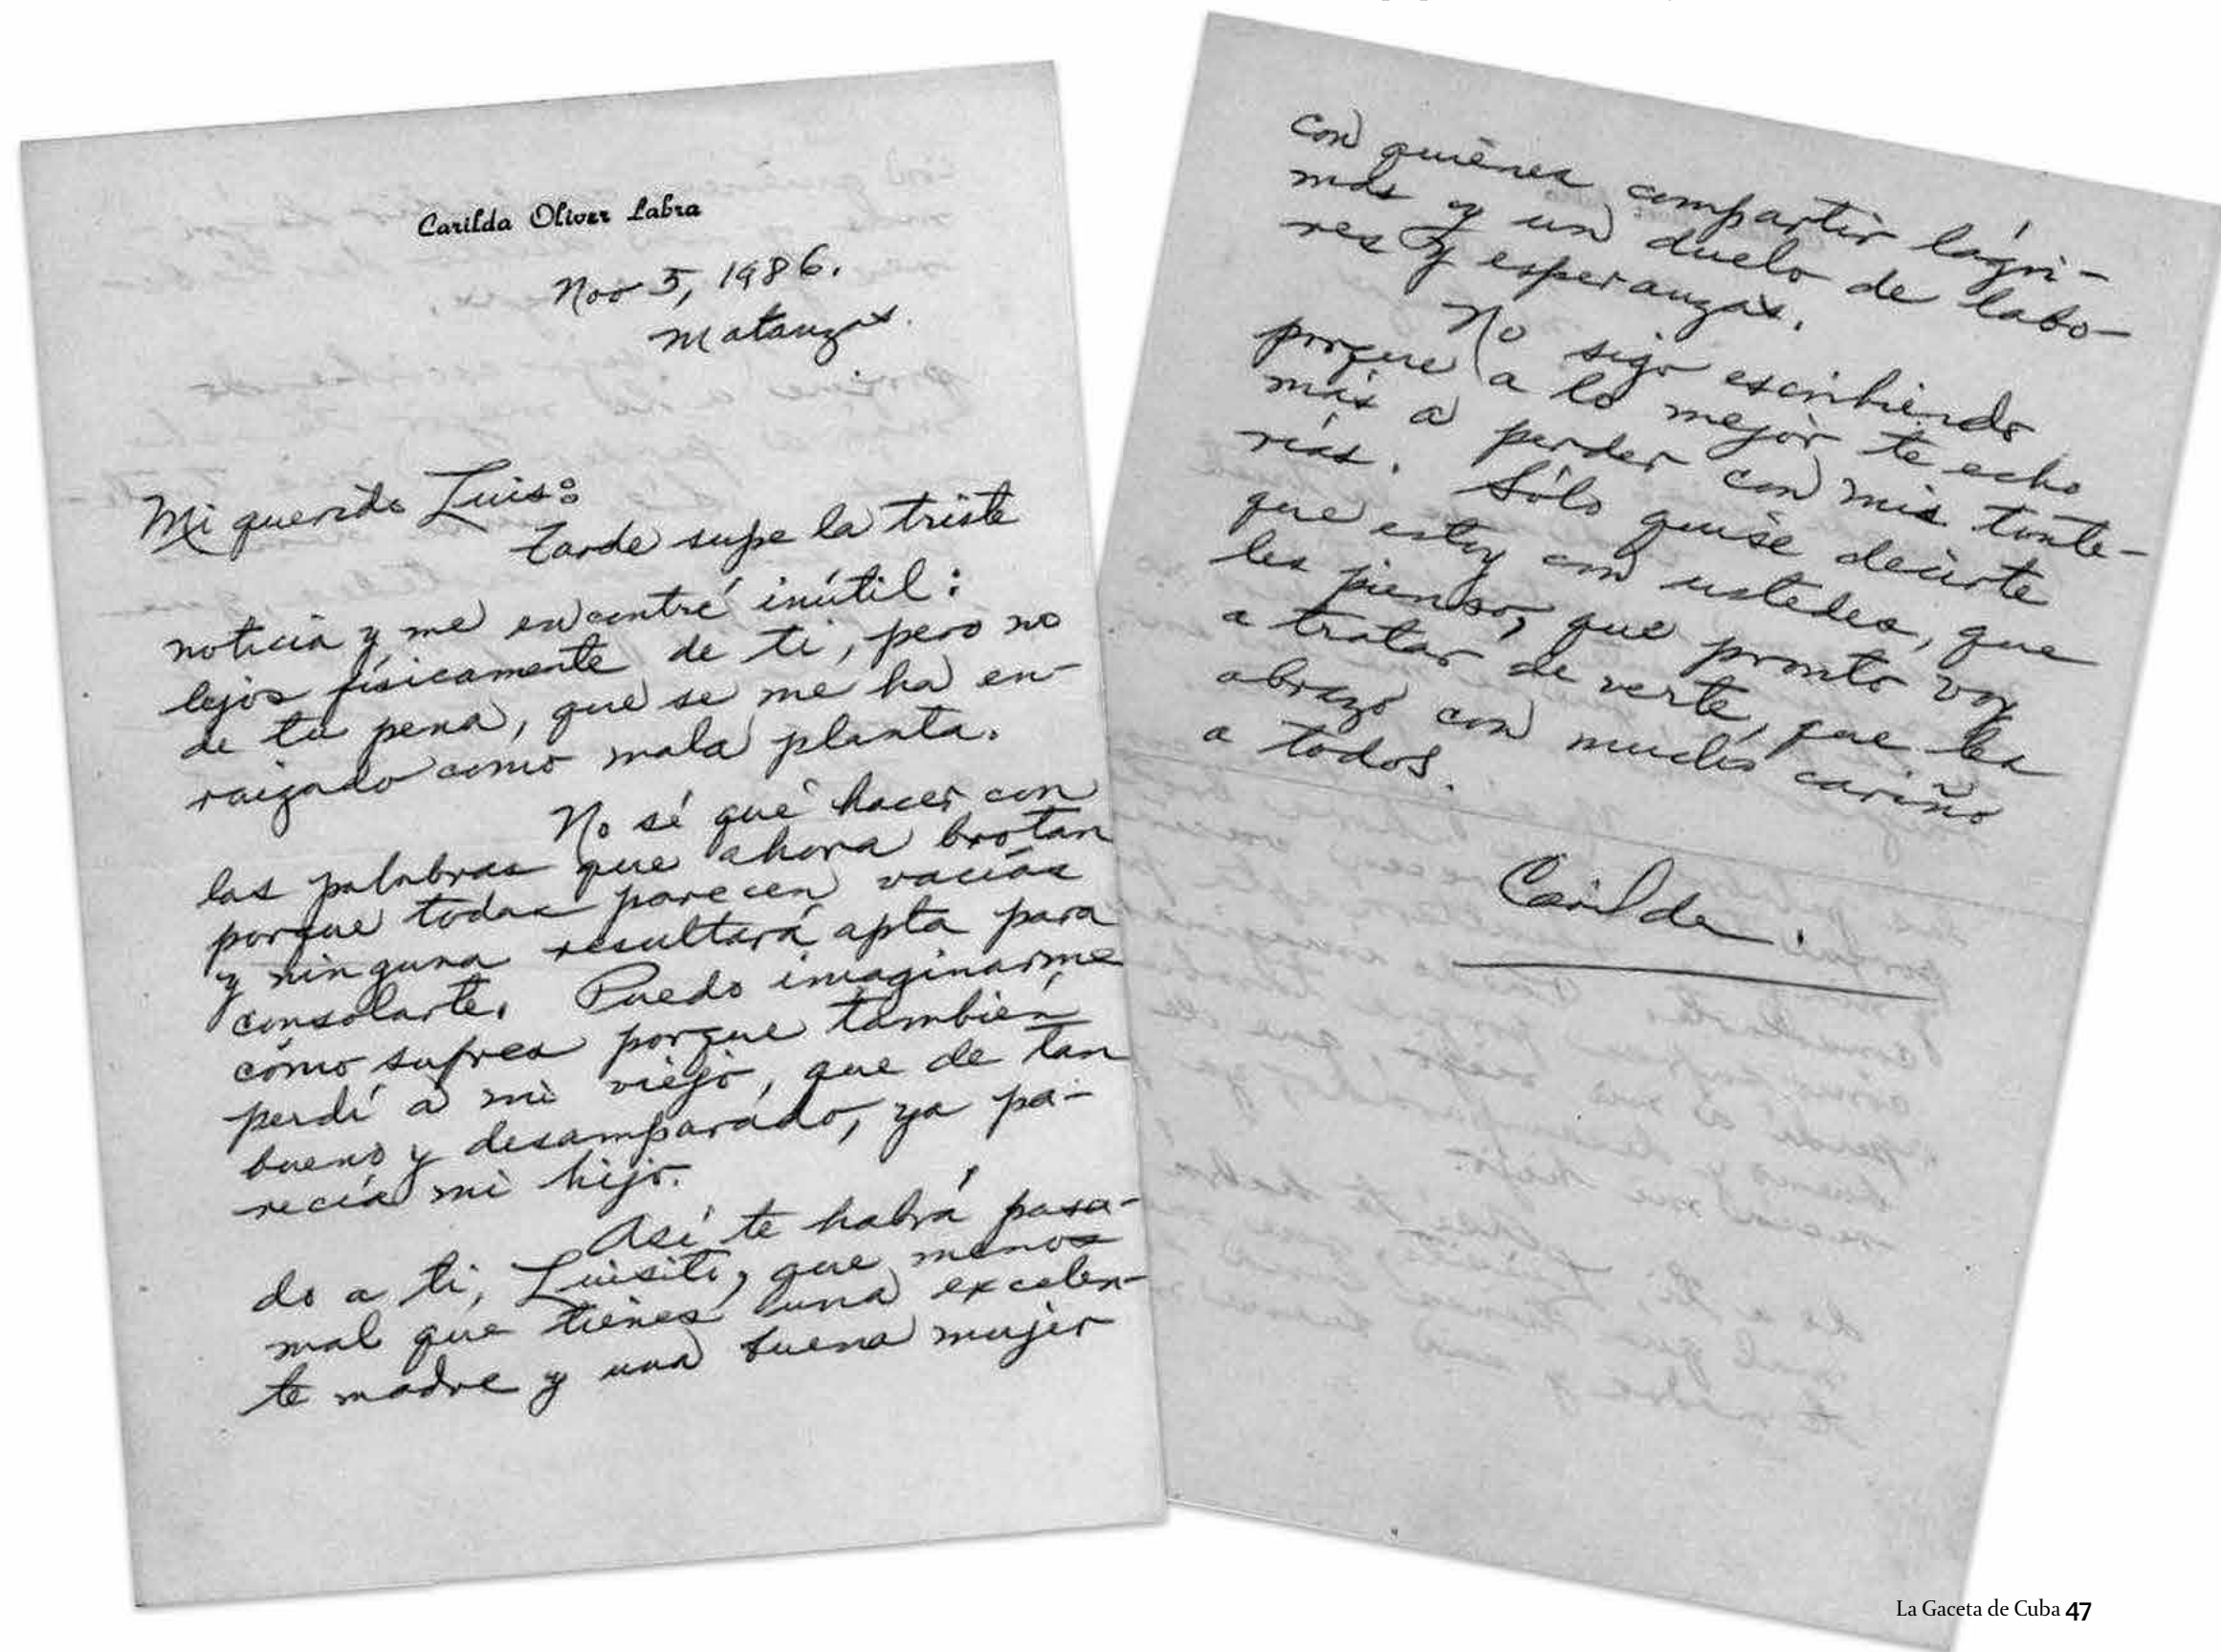 Carilda Oliver Labra
Nov 5, 1986.
Matanzas.
Mi querido Luis:
Tarde supe la triste
noticia y me encontré inútil:
lejos físicamente de ti, pero no
de tu pena, que se me ha en-
raizado como mala planta.
No sé qué hacer con
las palabras que ahora brotan
porque todas parecen vacías
y ninguna resultará apta para
consolarte. Puedo imaginarme
cómo sufres porque también
perdí a mi viejo, que de tan
bueno y desamparado, ya pa-
recía mi hijo.
Así te habrá pasa-
do a ti, Luisito, que menos
mal que tienes una excelen-
te madre y una buena mujer
con quiénes compartir lágri-
mas y un duelo de labo-
res y esperanzas.
No sigo escribiendo
porque a lo mejor te echo
más a perder con mis tonte-
rías. Sólo quise decirte
que estoy con ustedes, que
les pienso, que pronto voy
a tratar de verte, que les
abrazo con mucho cariño
a todos.
Carilda.
La Gaceta de Cuba 47